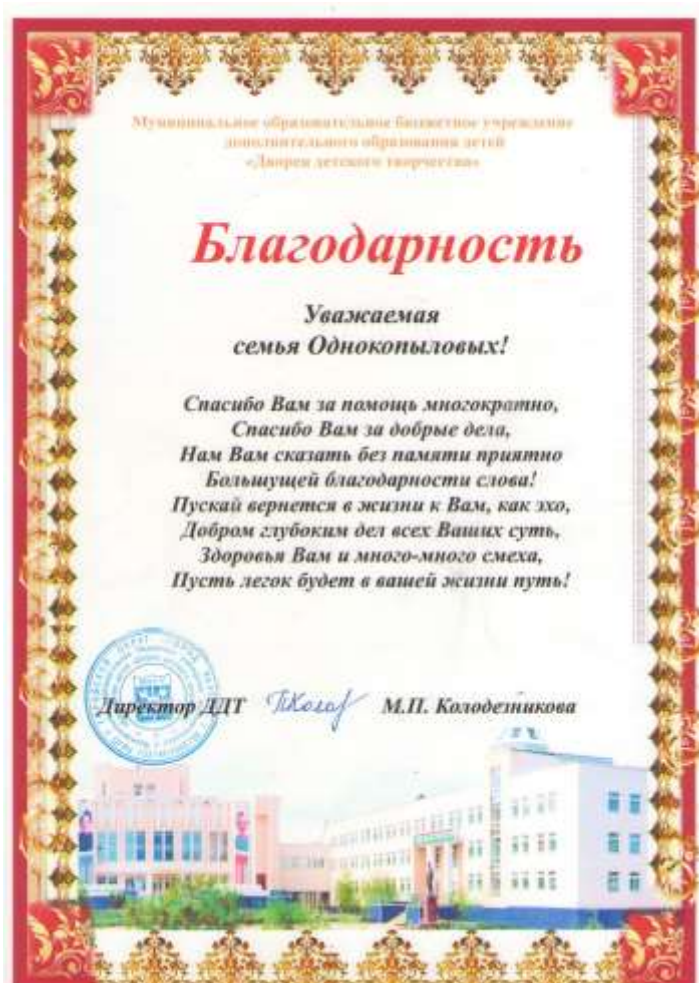 Муниципальное образовательное бюджетное учреждение
дополнительного образования детей
«Дворец детского творчества»
Благодарность
Уважаемая
семья Однокопыловых!
Спасибо Вам за помощь многократно,
Спасибо Вам за добрые дела,
Нам Вам сказать без памяти приятно
Большущей благодарности слова!
Пускай вернется в жизни к Вам, как эхо,
Добром глубоким дел всех Ваших суть,
Здоровья Вам и много-много смеха,
Пусть легок будет в вашей жизни путь!
Директор ДДТ М.П. Колодезникова